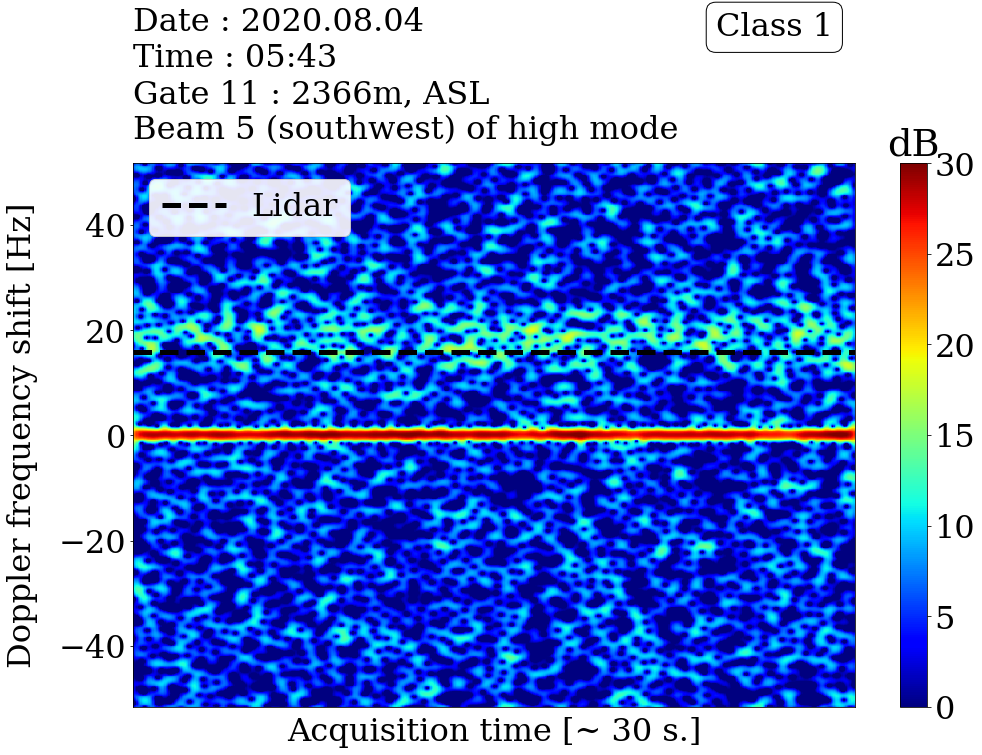 Date : 2020.08.04
Time : 05:43
Gate 11 : 2366m, ASL
Beam 5 (southwest) of high mode
Class 1
dB
Lidar
Doppler frequency shift [Hz]
40
20
0
−20
−40
30
25
20
15
10
5
0
Acquisition time [~ 30 s.]